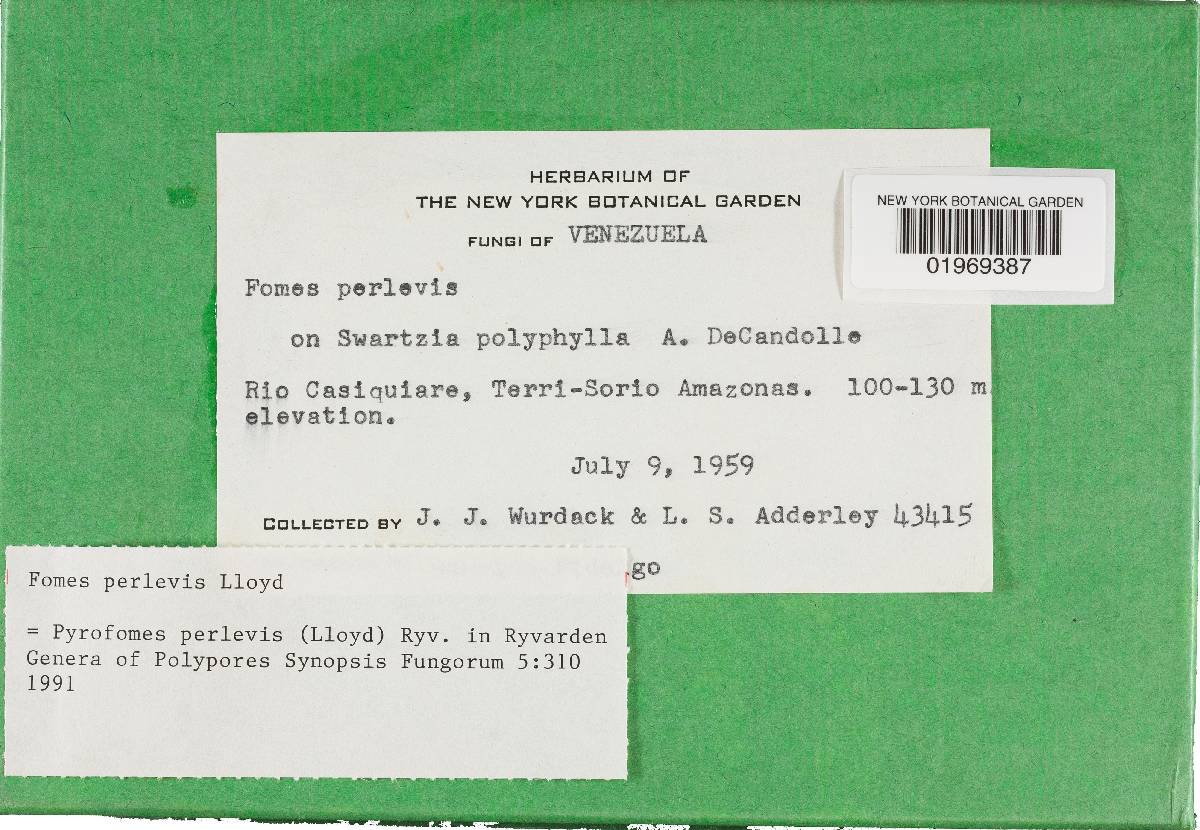 HERBARIUM OF
THE NEW YORK BOTANICAL GARDEN
FUNGI OF VENEZUELA
NEW YORK BOTANICAL GARDEN
01969387
Fomes perlevis
on Swartzia polyphylla A. DeCandolle
Rio Casiquiare, Terri-Sorio Amazonas. 100-130 m
elevation.
July 9, 1959
COLLECTED BY J. J. Wurdack & L. S. Adderley 43415
go
Fomes perlevis Lloyd
= Pyrofomes perlevis (Lloyd) Ryv. in Ryvarden
Genera of Polypores Synopsis Fungorum 5:310
1991